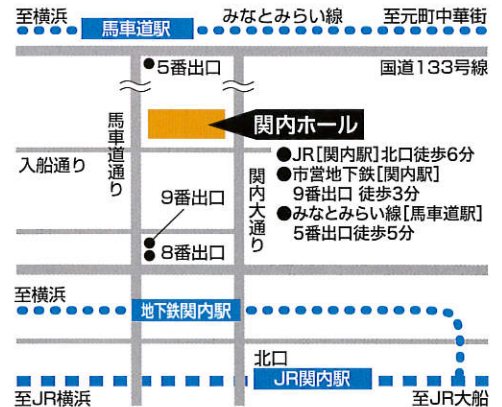 至横浜
みなとみらい線
至元町中華街
馬車道駅
●5番出口
国道133号線
関内ホール
馬車道通り
●JR[関内駅]北口徒歩6分
●市営地下鉄[関内駅]
9番出口 徒歩3分
●みなとみらい線[馬車道駅]
5番出口徒歩5分
入船通り
関内大通り
9番出口
8番出口
至横浜
地下鉄関内駅
北口
JR関内駅
至JR横浜
至JR大船